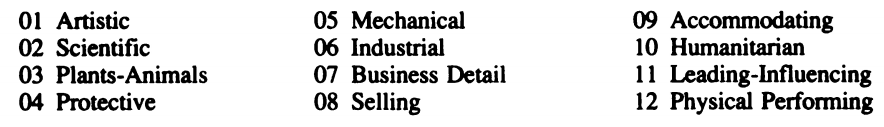 01 Artistic
02 Scientific
03 Plants-Animals
04 Protective
05 Mechanical
06 Industrial
07 Business Detail
08 Selling
09 Accommodating
10 Humanitarian
11 Leading-Influencing
12 Physical Performing